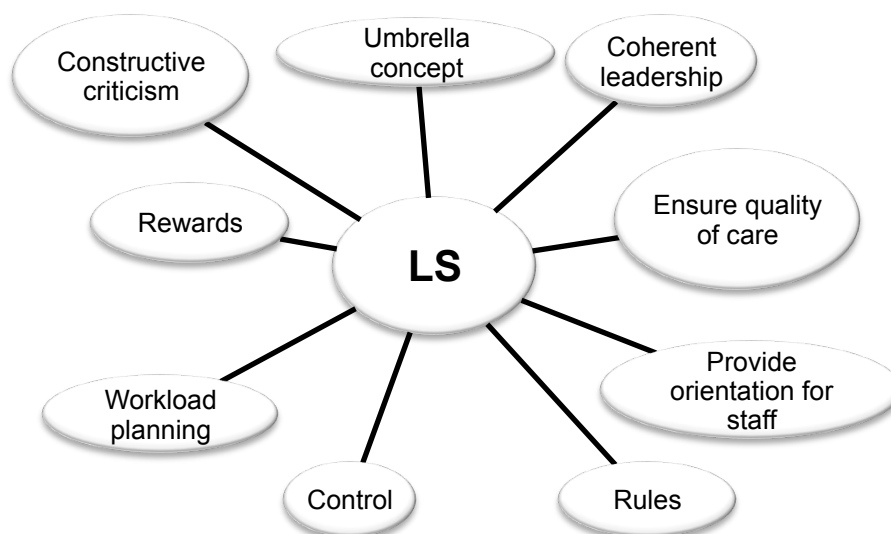 Constructive
criticism
Umbrella
concept
Coherent
leadership
Rewards
Ensure quality
of care
LS
Workload
planning
Provide
orientation for
staff
Control
Rules